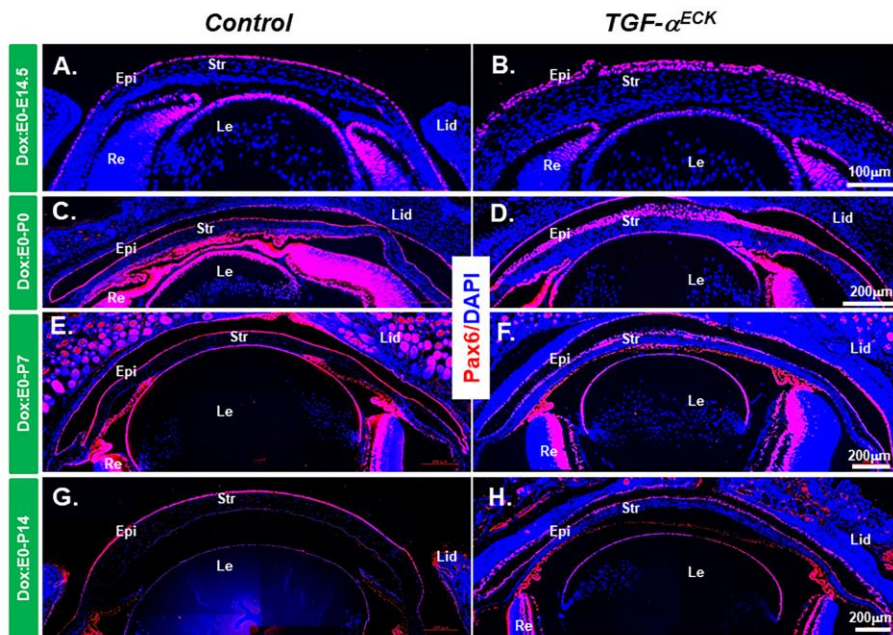 Control
TGF-αECK
Dox:E0-E14.5
A.
Epi
Str
Le
Re
Lid
B.
Epi
Str
Le
Re
100μm
Dox:E0-P0
C.
Lid
Str
Epi
Le
Re
D.
Lid
Str
Epi
Le
200μm
Pax6/DAPI
Dox:E0-P7
E.
Str
Lid
Epi
Le
Re
F.
Str
Lid
Epi
Le
Re
200μm
Dox:E0-P14
G.
Str
Epi
Lid
Le
H.
Str
Epi
Lid
Le
Re
200μm